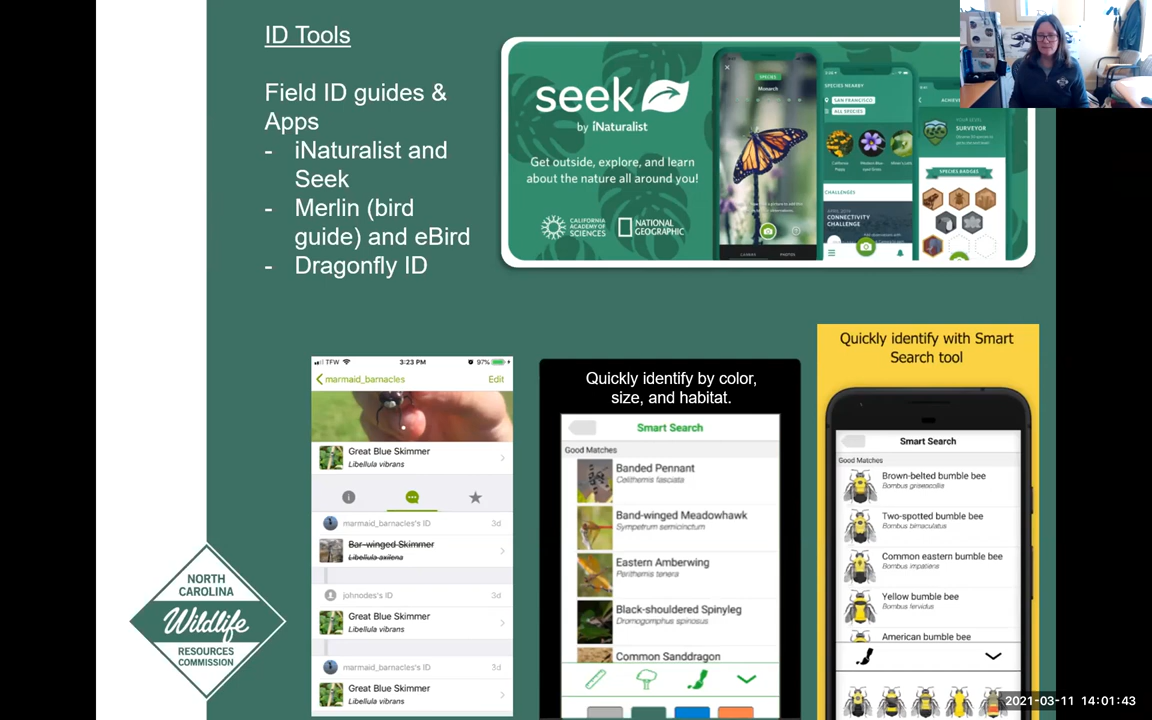 ID Tools
Field ID guides &
Apps
- iNaturalist and
Seek
- Merlin (bird
guide) and eBird
- Dragonfly ID
seek
by iNaturalist
Get outside, explore, and learn
about the nature all around you!
CALIFORNIA
ACADEMY OF
SCIENCES
NATIONAL
GEOGRAPHIC
SPECIES
Monarch
SPECIES NEARBY
SAN FRANCISCO
ALL SPECIES
California
Poppy
CHALLENGES
APRIL 2019
CONNECTIVITY
CHALLENGE
SURVEYOR
SPECIES BADGES
TFW
3:23 PM
97%
marmaid_barnacles
Edit
Great Blue Skimmer
Libellula vibrans
marmaid_barnacles's ID
3d
Bar-winged Skimmer
Libellula axilena
johnodes's ID
3d
Great Blue Skimmer
Libellula vibrans
marmaid_barnacles's ID
3d
Great Blue Skimmer
Libellula vibrans
Quickly identify by color,
size, and habitat.
Smart Search
Good Matches
Banded Pennant
Celithemis fasciata
Band-winged Meadowhawk
Sympetrum semicinctum
Eastern Amberwing
Perithemis tenera
Black-shouldered Spinyleg
Dromogomphus spinosus
Common Sanddragon
Quickly identify with Smart
Search tool
Smart Search
Good Matches
Brown-belted bumble bee
Bombus griseocollis
Two-spotted bumble bee
Bombus bimaculatus
Common eastern bumble bee
Bombus impatiens
Yellow bumble bee
Bombus fervidus
American bumble bee
NORTH
CAROLINA
Wildlife
RESOURCES
COMMISSION
2021-03-11 14:01:43